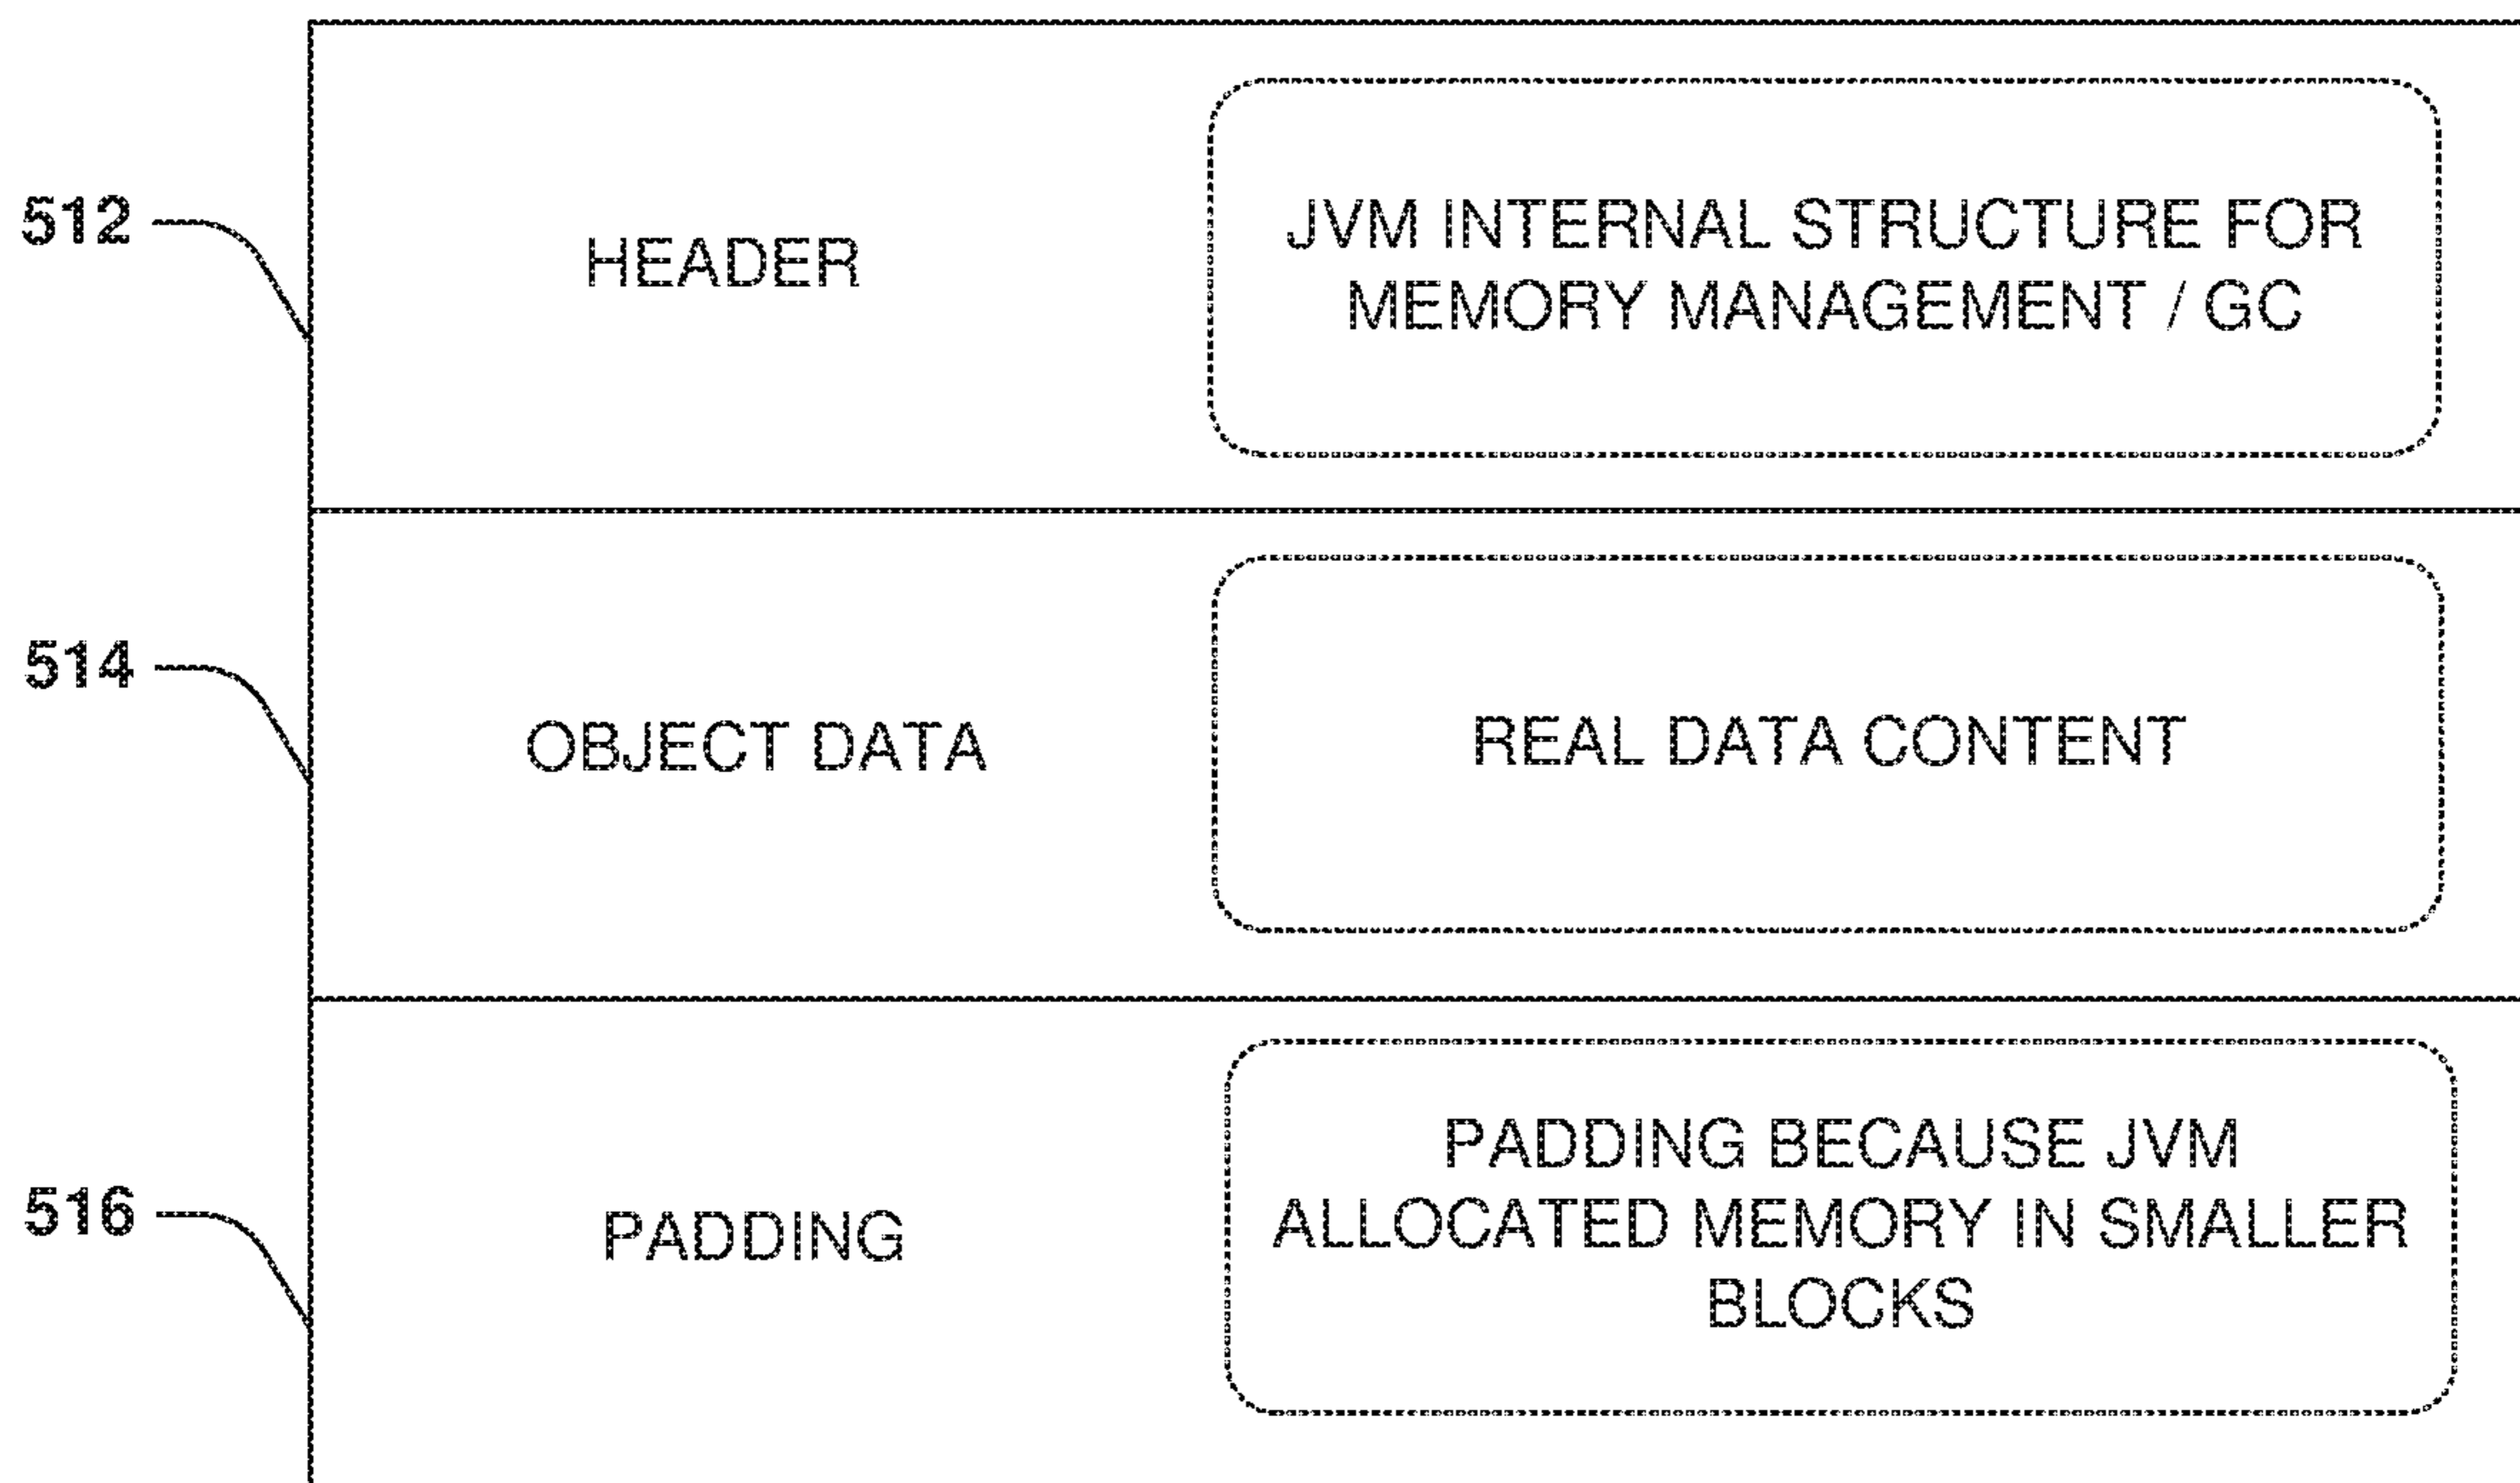 512
HEADER
JVM INTERNAL STRUCTURE FOR
MEMORY MANAGEMENT / GC
514
OBJECT DATA
REAL DATA CONTENT
516
PADDING
PADDING BECAUSE JVM
ALLOCATED MEMORY IN SMALLER
BLOCKS